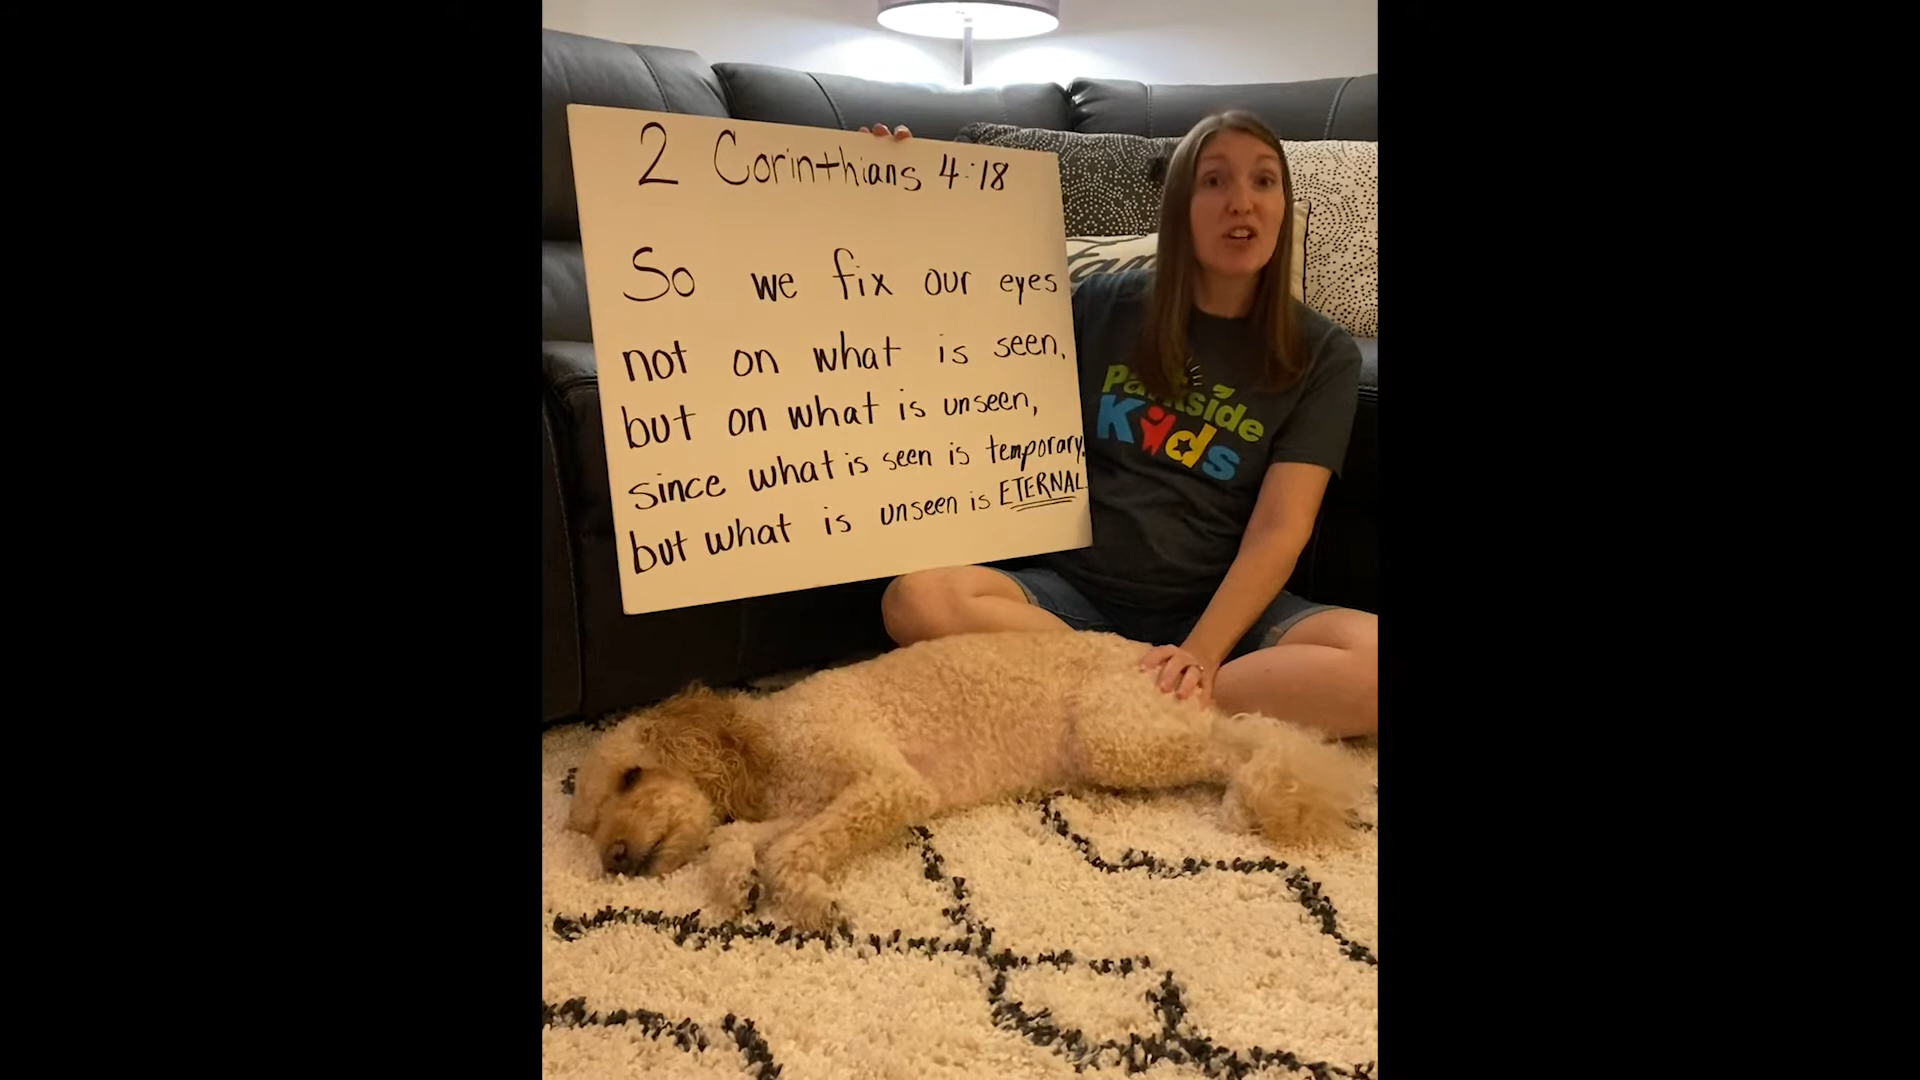 2 Corinthians 4:18
So we fix our eyes
not on what is seen,
but on what is unseen,
since what is seen is temporary,
but what is unseen is ETERNAL.
Parkside
Kids